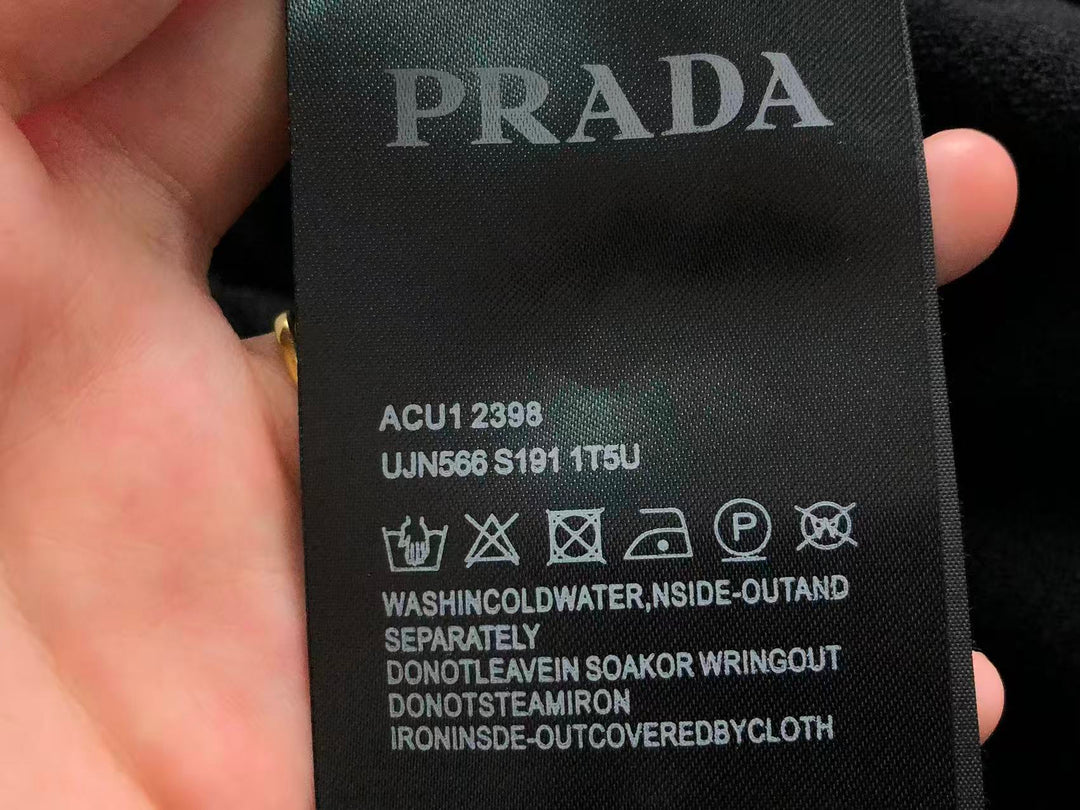 PRADA
ACU1 2398
UJN566 S191 1T5U
P W
WASHINCOLDWATER,NSIDE-OUTAND
SEPARATELY
DONOTLEAVEIN SOAKOR WRINGOUT
DONOTSTEAMIRON
IRONINSDE-OUTCOVEREDBYCLOTH